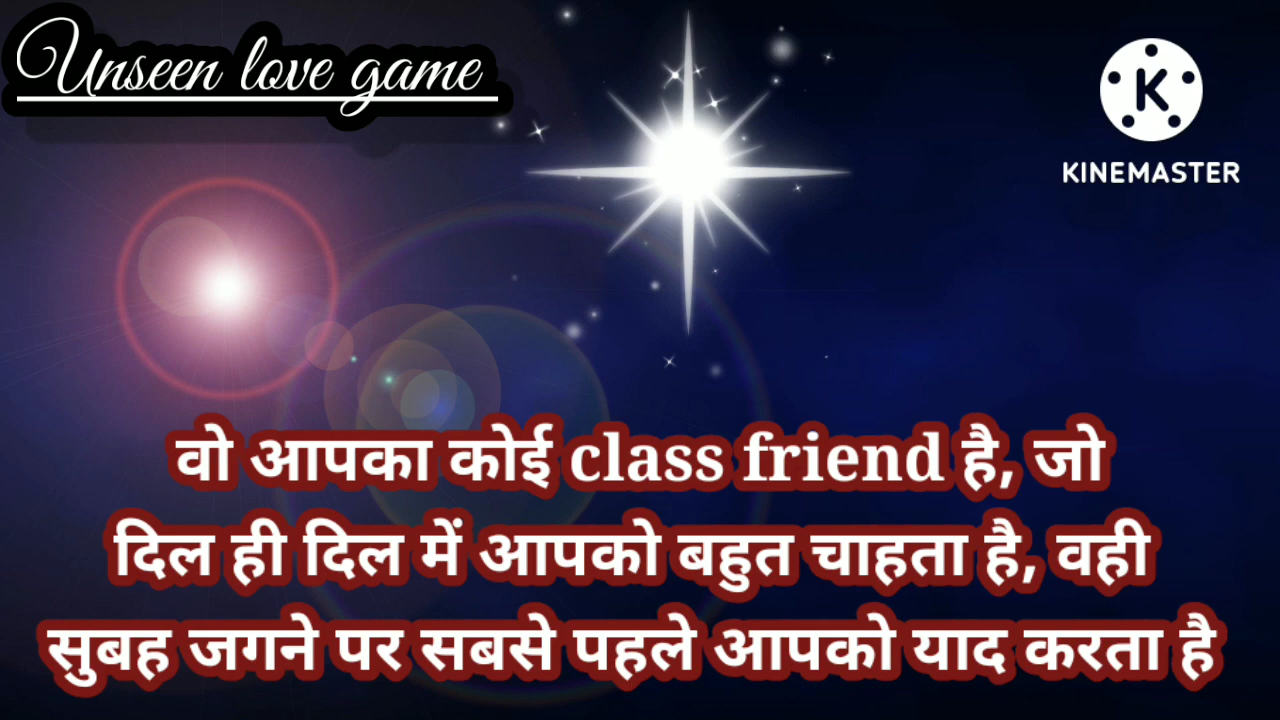 Unseen love game
K
KINEMASTER
वो आपका कोई class friend है, जो
दिल ही दिल में आपको बहुत चाहता है, वही
सुबह जगने पर सबसे पहले आपको याद करता है